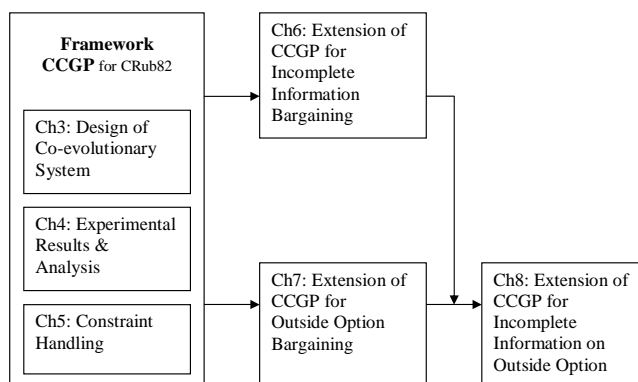 Framework
CCGP for CRub82
Ch3: Design of
Co-evolutionary
System
Ch4: Experimental
Results &
Analysis
Ch5: Constraint
Handling
Ch6: Extension of
CCGP for
Incomplete
Information
Bargaining
Ch7: Extension of
CCGP for
Outside Option
Bargaining
Ch8: Extension of
CCGP for
Incomplete
Information on
Outside Option